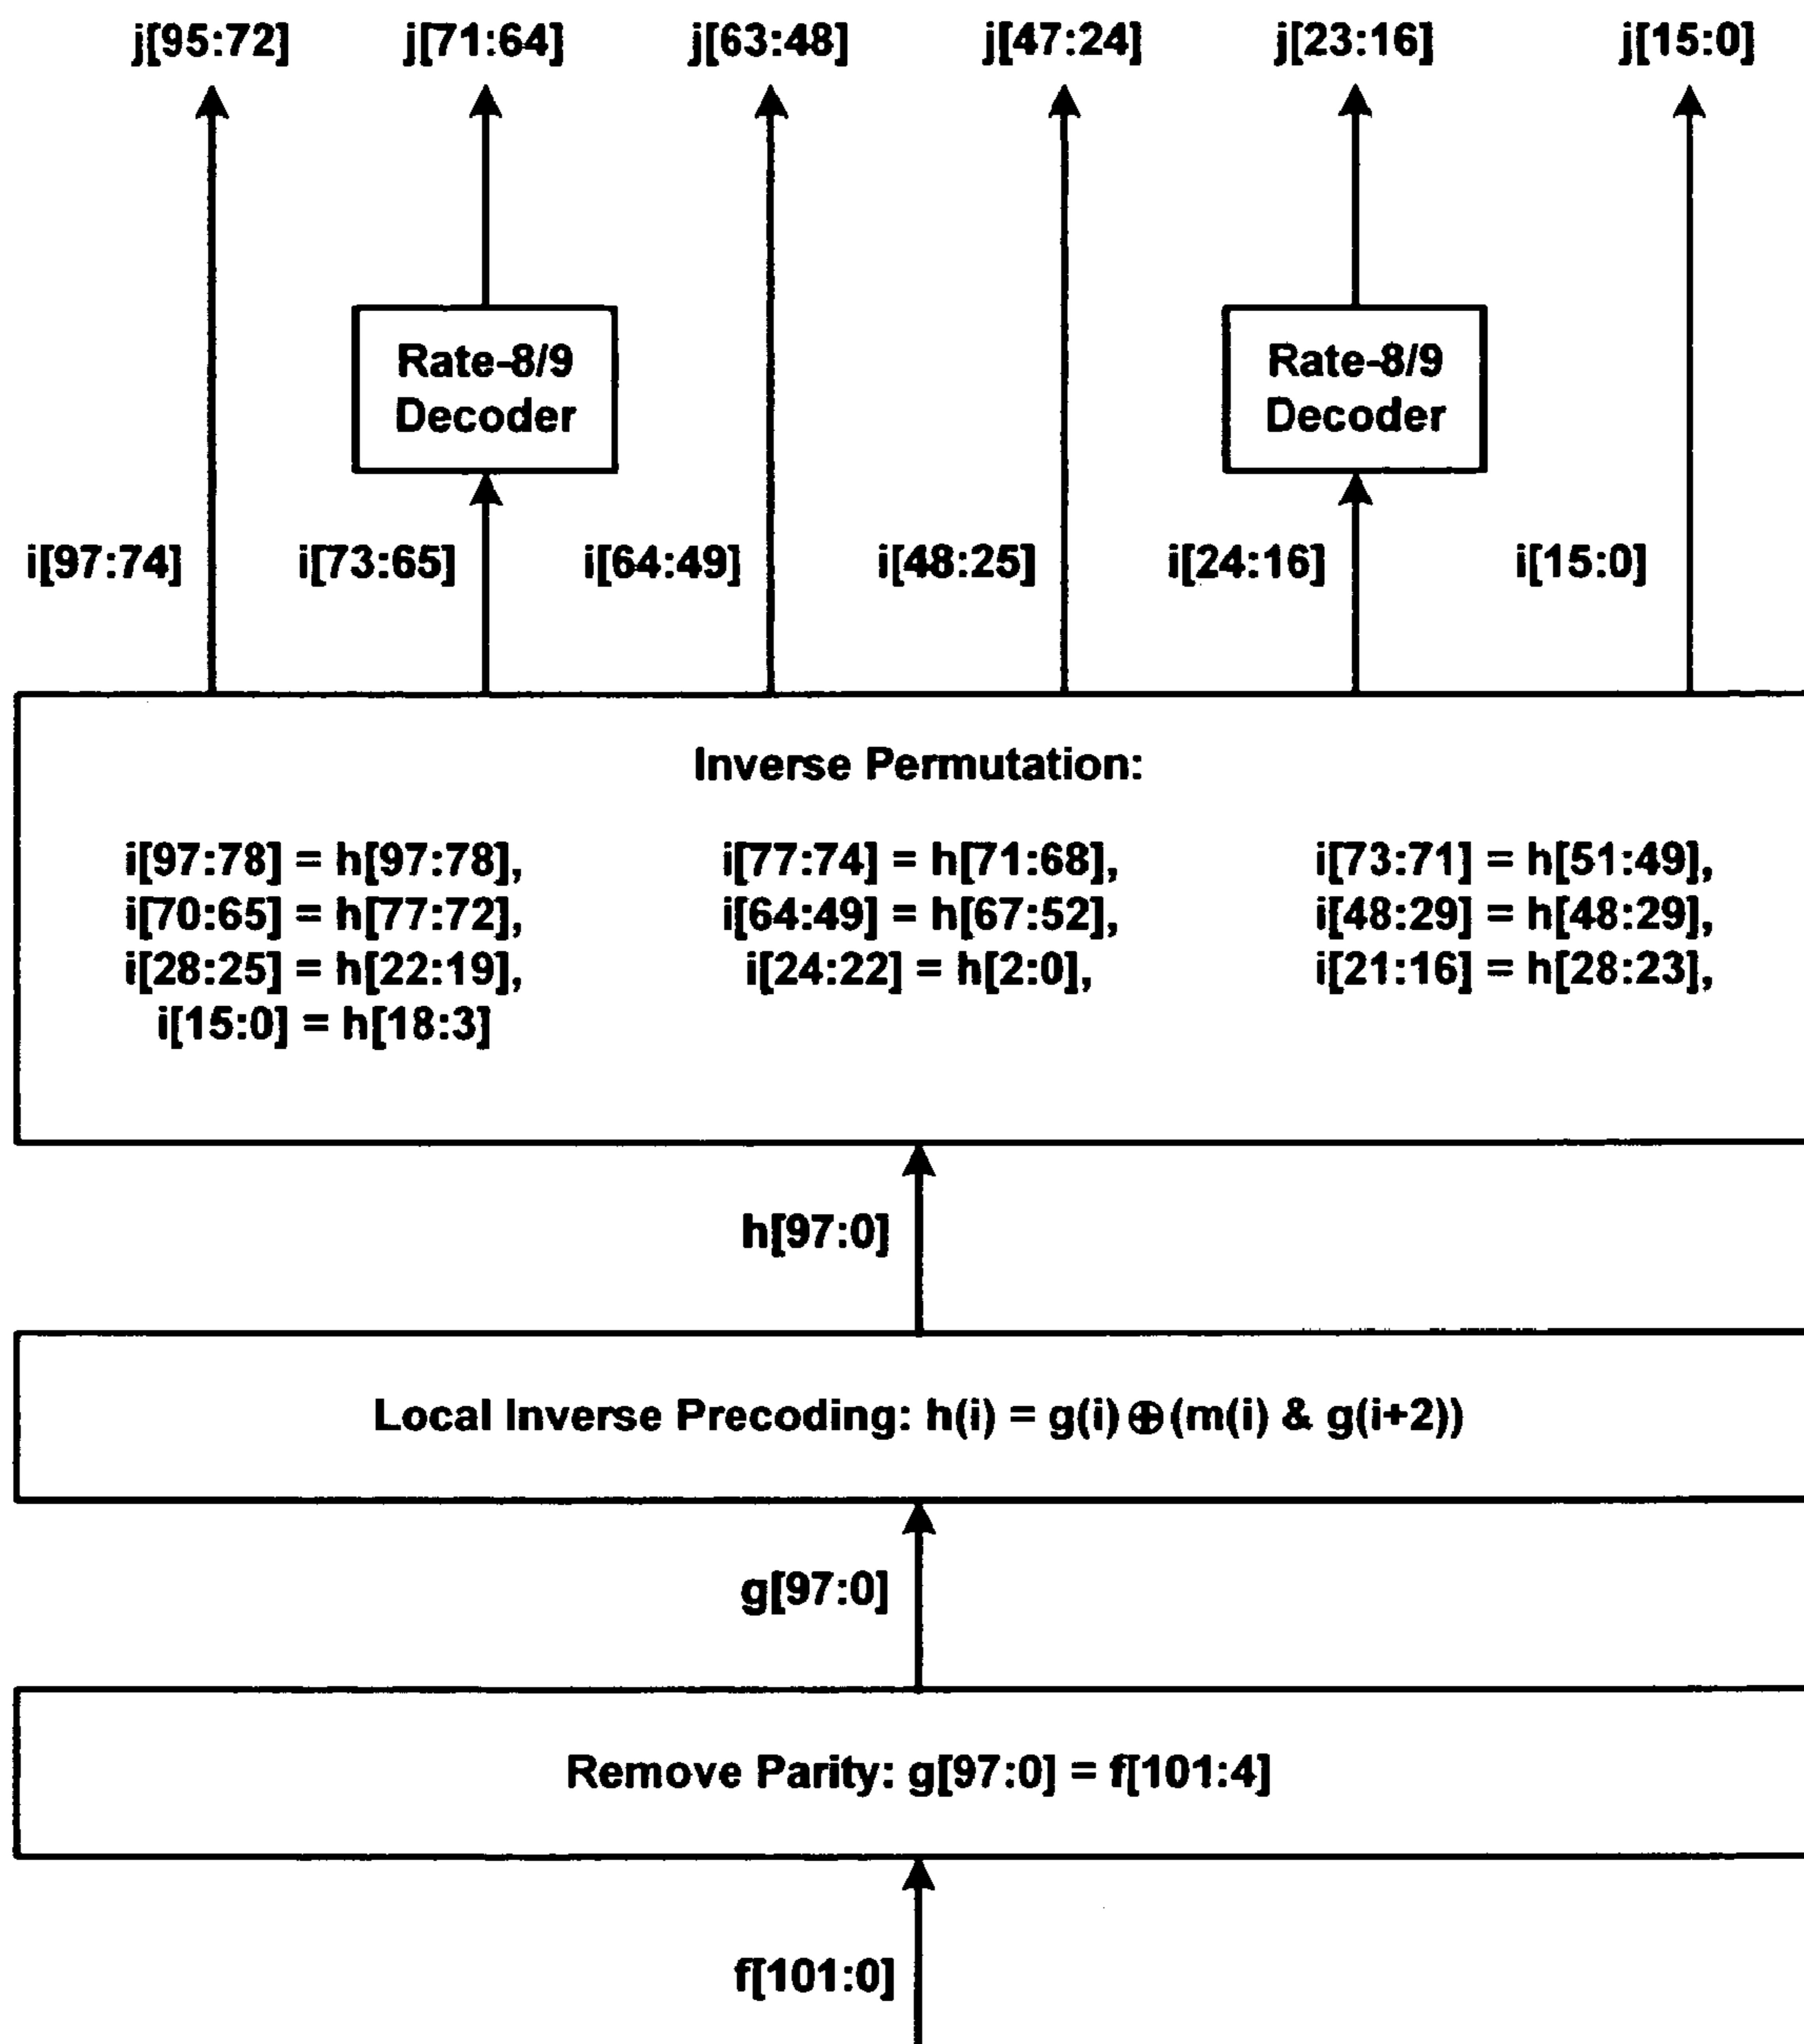 j[95:72] j[71:64] j[63:48] j[47:24] j[23:16] j[15:0]
Rate-8/9
Decoder
Rate-8/9
Decoder
i[97:74] i[73:65] i[64:49] i[48:25] i[24:16] i[15:0]
Inverse Permutation:
i[97:78] = h[97:78], i[77:74] = h[71:68], i[73:71] = h[51:49],
i[70:65] = h[77:72], i[64:49] = h[67:52], i[48:29] = h[48:29],
i[28:25] = h[22:19], i[24:22] = h[2:0], i[21:16] = h[28:23],
i[15:0] = h[18:3]
h[97:0]
Local Inverse Precoding: h(i) = g(i)⊕(m(i) & g(i+2))
g[97:0]
Remove Parity: g[97:0] = f[101:4]
f[101:0]